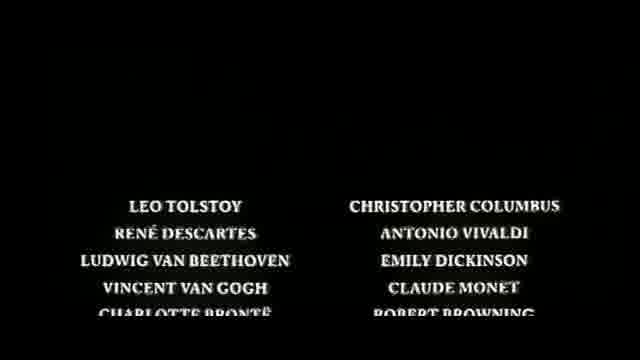 LEO TOLSTOY CHRISTOPHER COLUMBUS
RENÉ DESCARTES ANTONIO VIVALDI
LUDWIG VAN BEETHOVEN EMILY DICKINSON
VINCENT VAN GOGH CLAUDE MONET
CHARLOTTE BRONTË ROBERT BROWNING